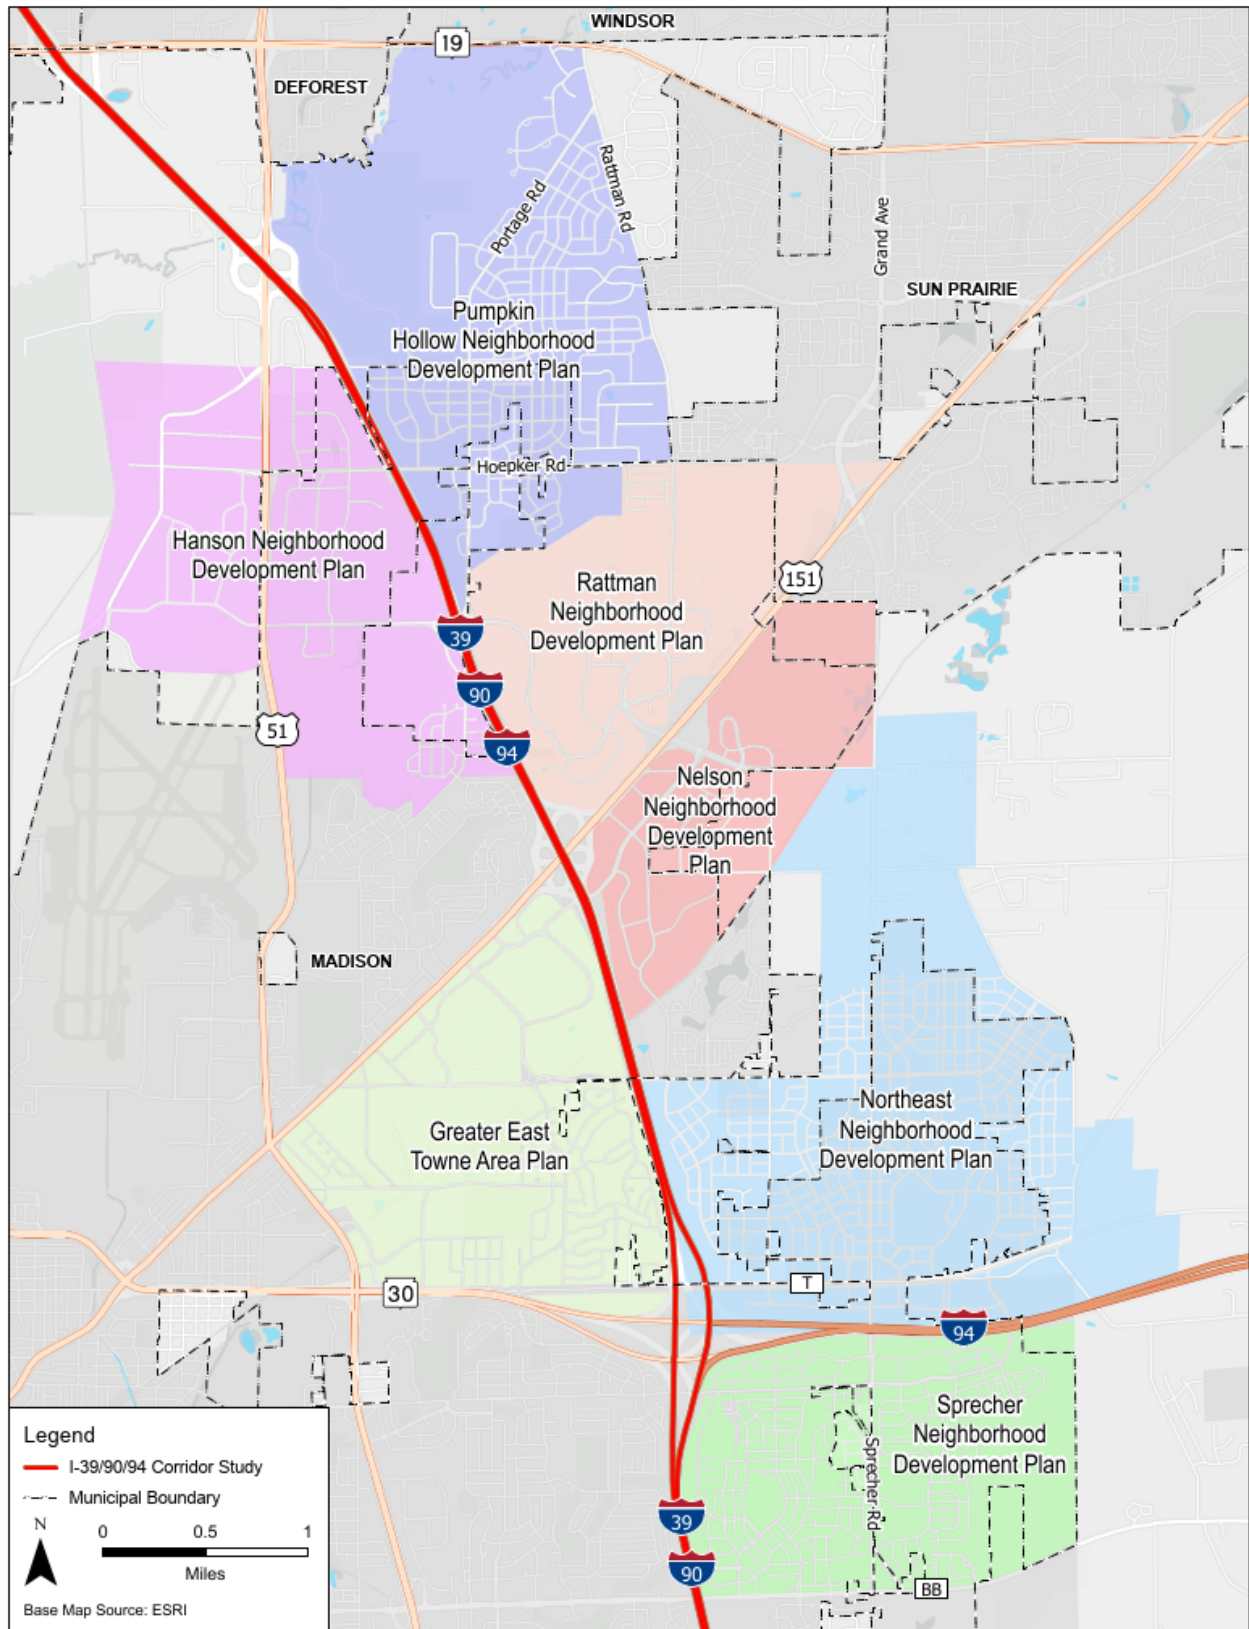 WINDSOR
19
DEFOREST
Rattman Rd
Portage Rd
Grand Ave
SUN PRAIRIE
Pumpkin
Hollow Neighborhood
Development Plan
Hoepker Rd
Hanson Neighborhood
Development Plan
151
Rattman
Neighborhood
Development Plan
39
90
51
94
Nelson
Neighborhood
Development
Plan
MADISON
Northeast
Neighborhood
Development Plan
Greater East
Towne Area Plan
T
30
94
Sprecher
Neighborhood
Development Plan
Sprecher Rd
39
90
BB
Legend
I-39/90/94 Corridor Study
Municipal Boundary
N
0 0.5 1
Miles
Base Map Source: ESRI